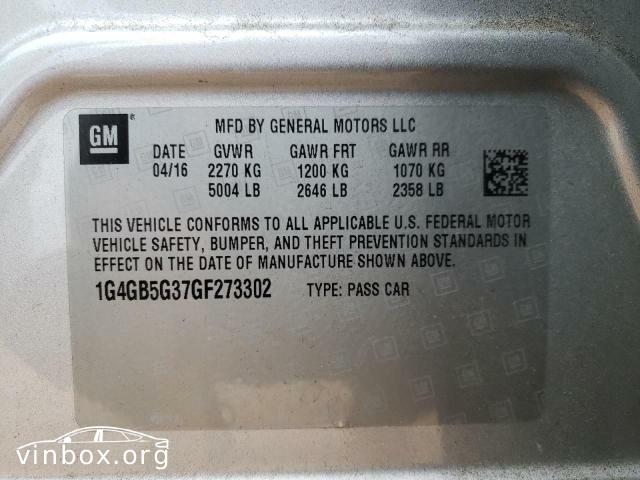 GM
MFD BY GENERAL MOTORS LLC
DATE GVWR GAWR FRT GAWR RR
04/16 2270 KG 1200 KG 1070 KG
5004 LB 2646 LB 2358 LB
THIS VEHICLE CONFORMS TO ALL APPLICABLE U.S. FEDERAL MOTOR
VEHICLE SAFETY, BUMPER, AND THEFT PREVENTION STANDARDS IN
EFFECT ON THE DATE OF MANUFACTURE SHOWN ABOVE.
1G4GB5G37GF273302 TYPE: PASS CAR
vinbox.org